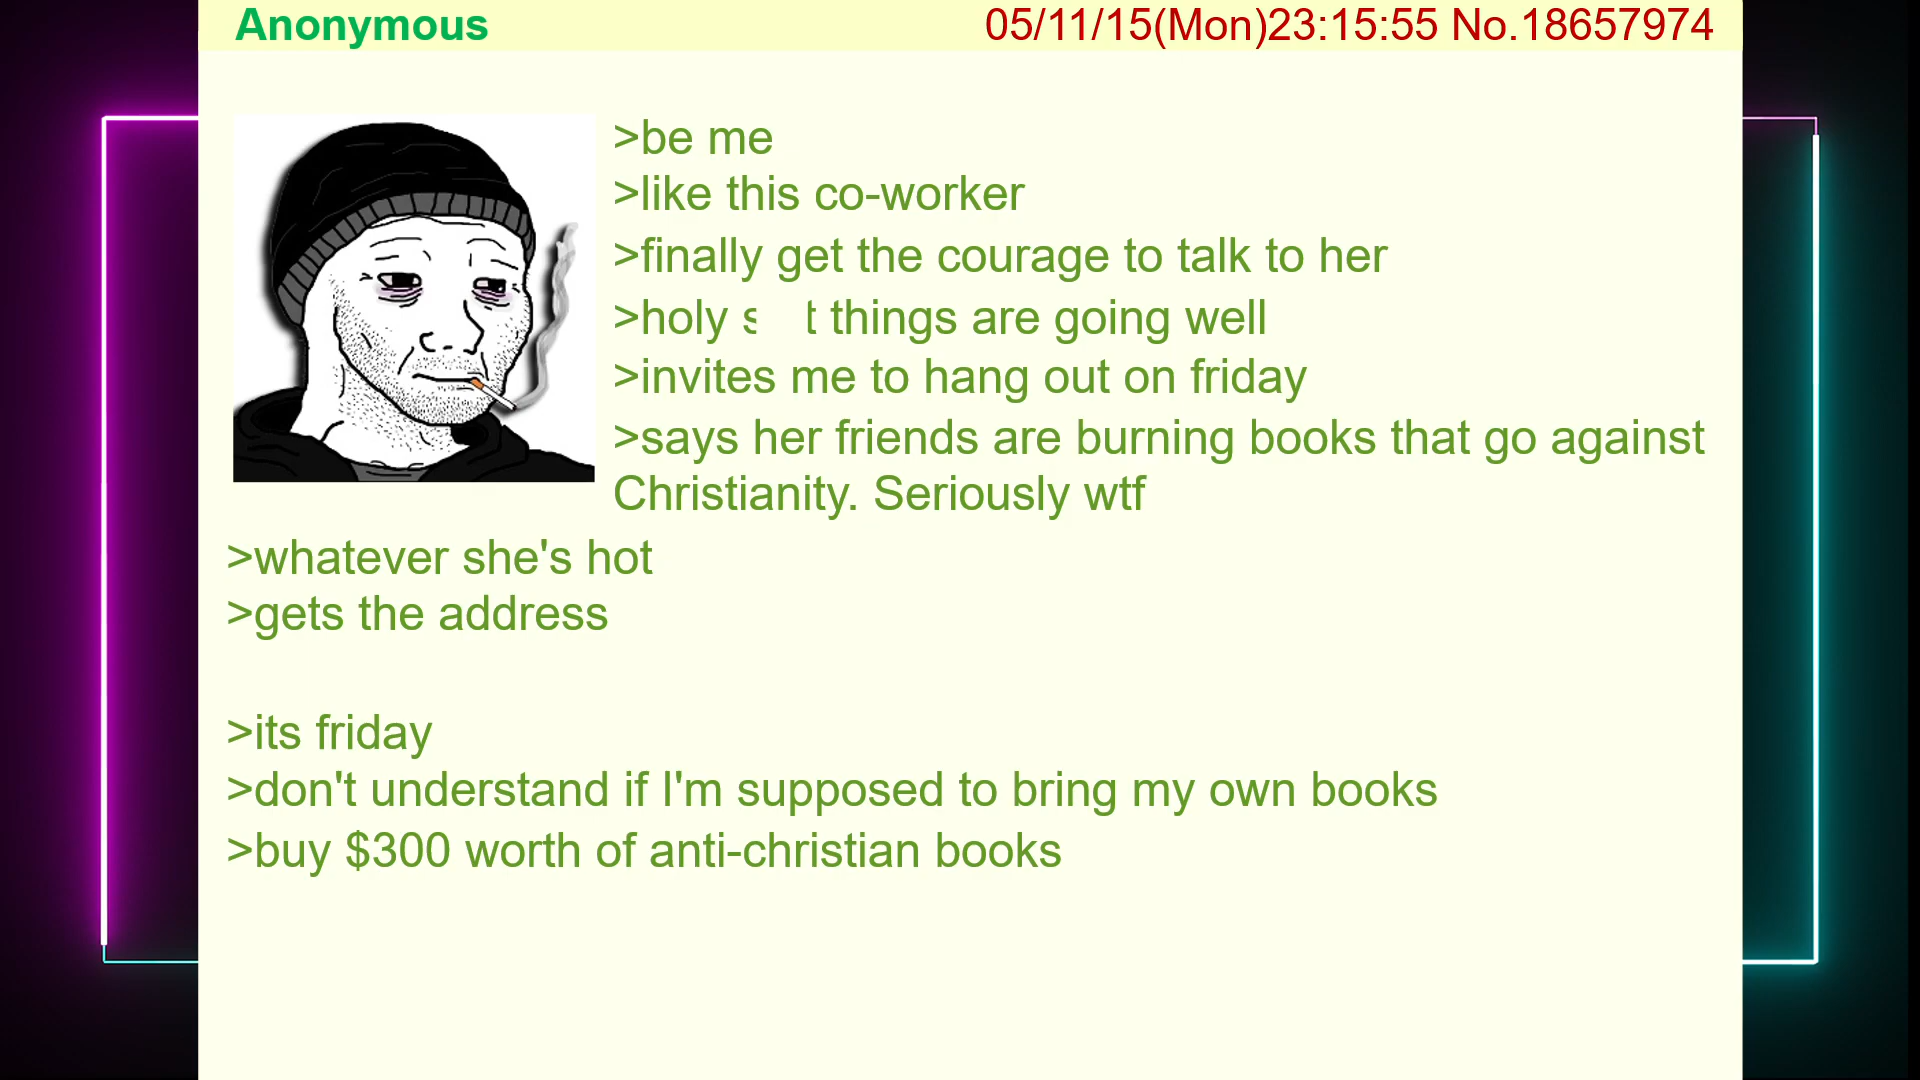 Anonymous 05/11/15(Mon)23:15:55 No.18657974
>be me
>like this co-worker
>finally get the courage to talk to her
>holy s t things are going well
>invites me to hang out on friday
>says her friends are burning books that go against
Christianity. Seriously wtf
>whatever she's hot
>gets the address
>its friday
>don't understand if I'm supposed to bring my own books
>buy $300 worth of anti-christian books